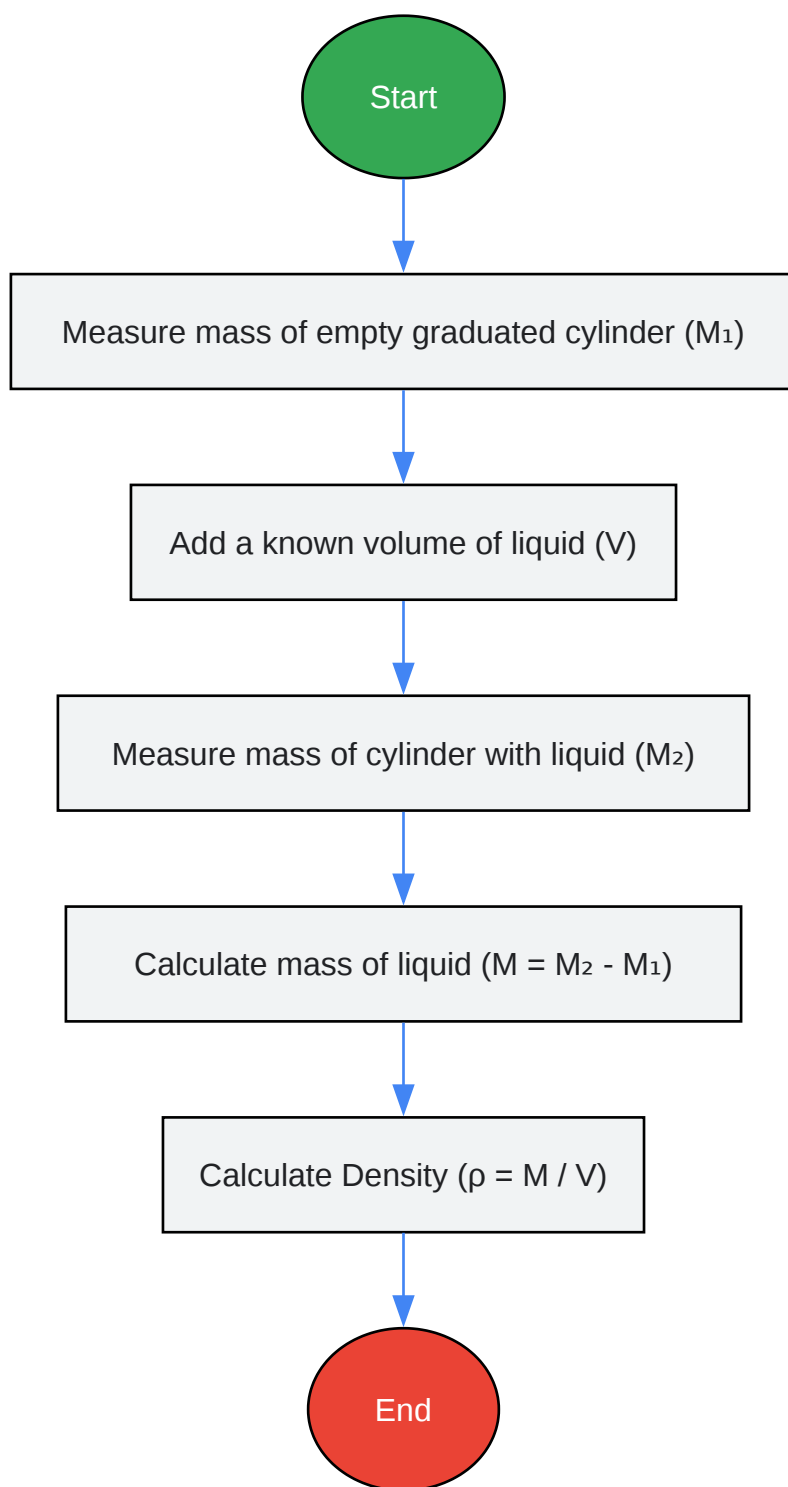 Start
Measure mass of empty graduated cylinder (M₁)
Add a known volume of liquid (V)
Measure mass of cylinder with liquid (M₂)
Calculate mass of liquid (M = M₂ - M₁)
Calculate Density (ρ = M / V)
End